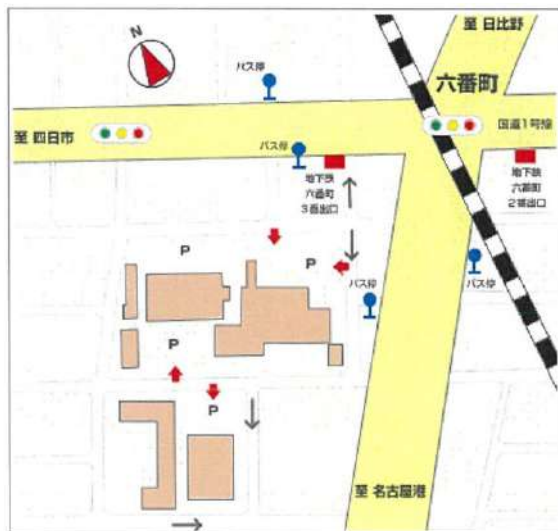 N
至 日比野
バス停
六番町
国道1号線
至 四日市
バス停
地下鉄
六番町
3番出口
地下鉄
六番町
2番出口
P
P
バス停
バス停
P
P
至 名古屋港